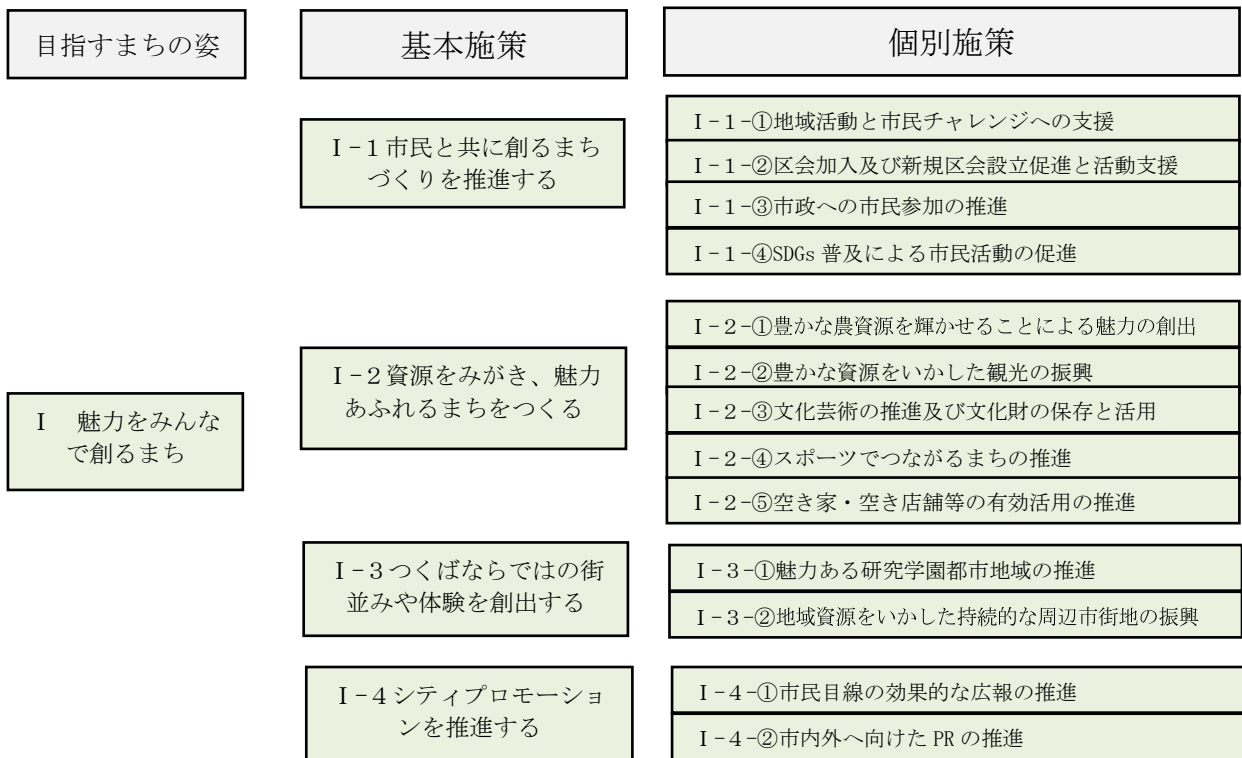 目指すまちの姿
基本施策
個別施策
Ⅰ 魅力をみんな
で創るまち
Ⅰ-1市民と共に創るまち
づくりを推進する
Ⅰ-1-①地域活動と市民チャレンジへの支援
Ⅰ-1-②区会加入及び新規区会設立促進と活動支援
Ⅰ-1-③市政への市民参加の推進
Ⅰ-1-④SDGs 普及による市民活動の促進
Ⅰ-2資源をみがき、魅力
あふれるまちをつくる
Ⅰ-2-①豊かな農資源を輝かせることによる魅力の創出
Ⅰ-2-②豊かな資源をいかした観光の振興
Ⅰ-2-③文化芸術の推進及び文化財の保存と活用
Ⅰ-2-④スポーツでつながるまちの推進
Ⅰ-2-⑤空き家・空き店舗等の有効活用の推進
Ⅰ-3つくばならではの街
並みや体験を創出する
Ⅰ-3-①魅力ある研究学園都市地域の推進
Ⅰ-3-②地域資源をいかした持続的な周辺市街地の振興
Ⅰ-4シティプロモーショ
ンを推進する
Ⅰ-4-①市民目線の効果的な広報の推進
Ⅰ-4-②市内外へ向けた PR の推進